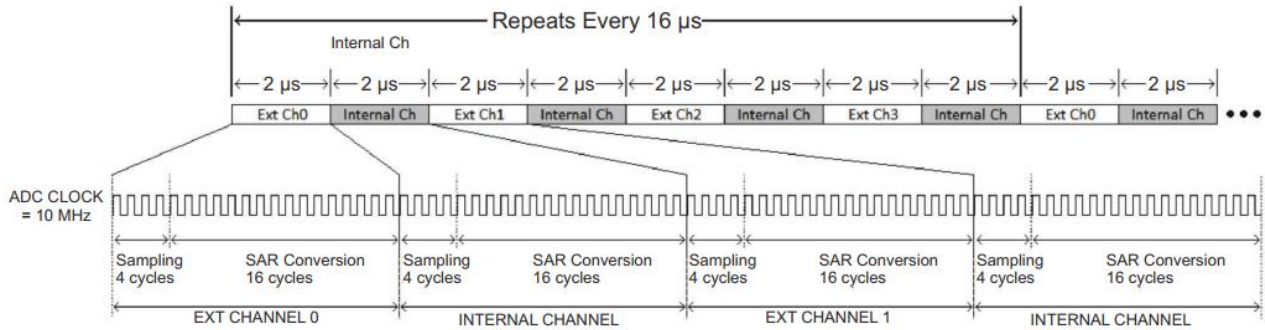 Repeats Every 16 µs
Internal Ch
2 µs 2 µs 2 µs 2 µs 2 µs 2 µs 2 µs 2 µs 2 µs 2 µs
Ext Ch0 Internal Ch Ext Ch1 Internal Ch Ext Ch2 Internal Ch Ext Ch3 Internal Ch Ext Ch0 Internal Ch
ADC CLOCK
= 10 MHz
Sampling SAR Conversion Sampling SAR Conversion Sampling SAR Conversion Sampling SAR Conversion
4 cycles 16 cycles 4 cycles 16 cycles 4 cycles 16 cycles 4 cycles 16 cycles
EXT CHANNEL 0 INTERNAL CHANNEL EXT CHANNEL 1 INTERNAL CHANNEL